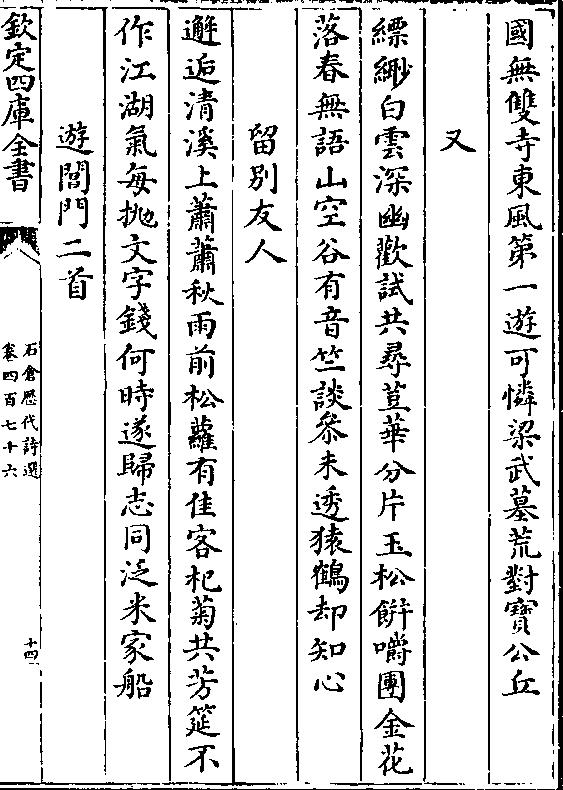 國無雙寺東風第一遊可憐梁武墓荒對寶公丘
又
縹緲白雲深幽歡試共尋荳華分片玉松餠嚼團金花
落春無語山空谷有音竺談叅未透猿鶴却知心
留别友人
邂逅清溪上蕭蕭秋雨前松蘿有佳客杞菊共芳筵不
作江湖氣每抛文字錢何時遂歸志同泛米家船
遊閶門二首
欽定四庫全書
石倉歴代詩選
卷四百七十六
十四